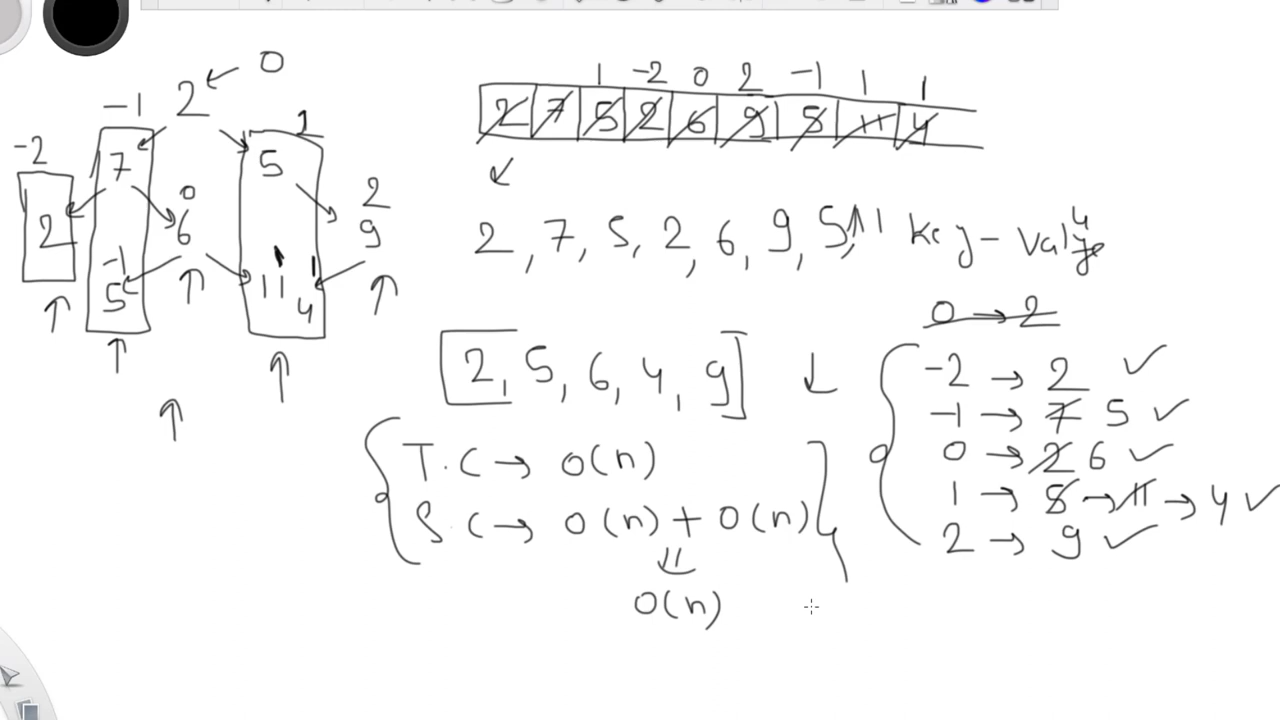 0
2
-1
1
-2
7
5
2
0
6
2
9
-1
5
11
1
4
1 -2 0 2 -1 1 1
2 7 5 2 6 9 5 11 4
2, 7, 5, 2, 6, 9, 5, 11 4
key-value
0 → 2
[2, 5, 6, 4, 9]
-2 → 2 ✓
-1 → 7 5 ✓
0 → 2 6 ✓
1 → 5 → 11 → 4 ✓
2 → 9 ✓
T.C → O(n)
S.C → O(n) + O(n)
O(n)